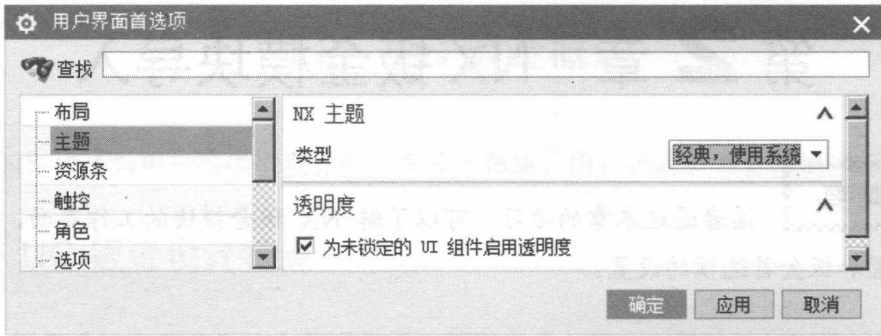 用户界面首选项
查找
布局
主题
资源条
触控
角色
选项
NX 主题
类型
经典，使用系统
透明度
为未锁定的 UI 组件启用透明度
确定
应用
取消